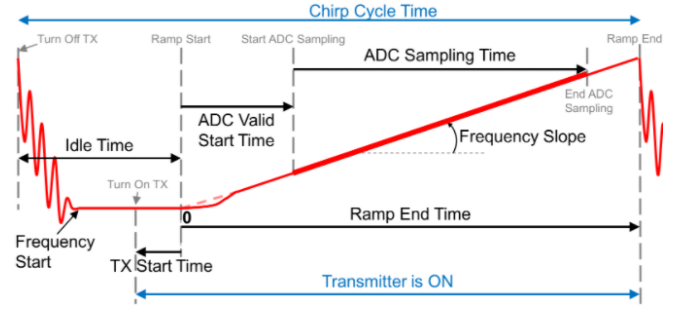 Chirp Cycle Time
Turn Off TX
Ramp Start
Start ADC Sampling
Ramp End
ADC Sampling Time
End ADC
Sampling
ADC Valid
Start Time
Idle Time
Frequency Slope
Turn On TX
0
Ramp End Time
Frequency
Start
TX Start Time
Transmitter is ON